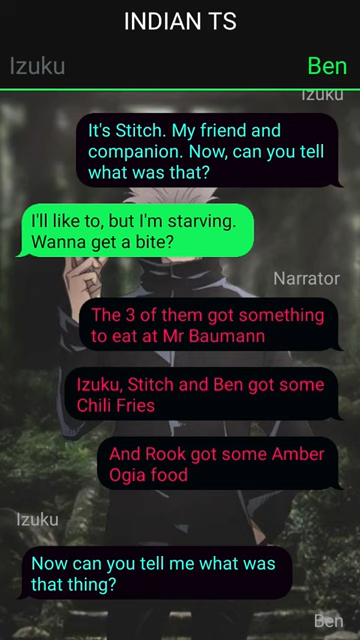 INDIAN TS
Izuku
Ben
Izuku
It's Stitch. My friend and
companion. Now, can you tell
what was that?
I'll like to, but I'm starving.
Wanna get a bite?
Narrator
The 3 of them got something
to eat at Mr Baumann
Izuku, Stitch and Ben got some
Chili Fries
And Rook got some Amber
Ogia food
Izuku
Now can you tell me what was
that thing?
Ben